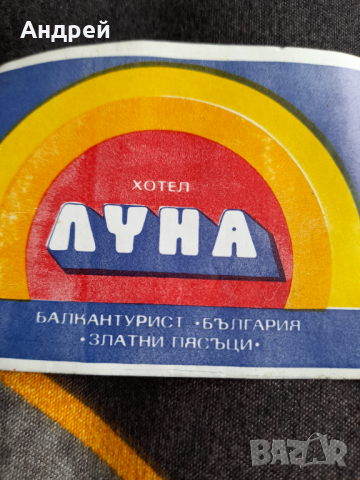 Андрей
ХОТЕЛ
ЛУНА
БАЛКАНТУРИСТ · БЪЛГАРИЯ
· ЗЛАТНИ ПЯСЪЦИ ·
BAZAR